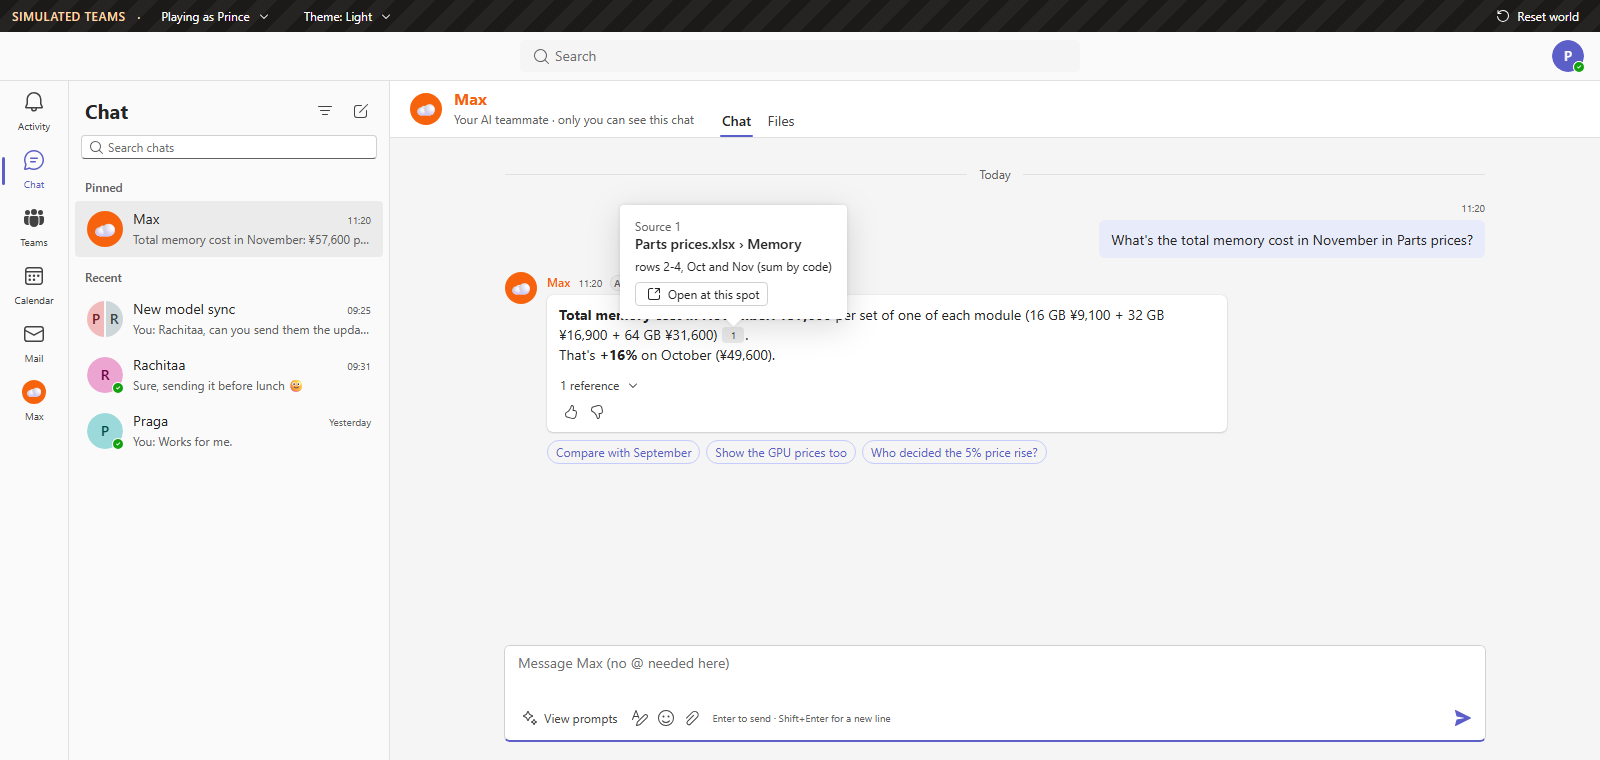 SIMULATED TEAMS · Playing as Prince Theme: Light Reset world
Search
P
Activity
Chat
Teams
Calendar
Mail
Max
Chat
Search chats
Pinned
Max 11:20
Total memory cost in November: ¥57,600 p...
Recent
P R
New model sync 09:25
You: Rachitaa, can you send them the upda...
R
Rachitaa 09:31
Sure, sending it before lunch 😀
P
Praga Yesterday
You: Works for me.
Max
Your AI teammate · only you can see this chat
Chat Files
Today
11:20
What's the total memory cost in November in Parts prices?
Source 1
Parts prices.xlsx › Memory
rows 2-4, Oct and Nov (sum by code)
Open at this spot
Max 11:20
Total per set of one of each module (16 GB ¥9,100 + 32 GB
¥16,900 + 64 GB ¥31,600) 1 .
That's +16% on October (¥49,600).
1 reference
Compare with September Show the GPU prices too Who decided the 5% price rise?
Message Max (no @ needed here)
View prompts Enter to send · Shift+Enter for a new line